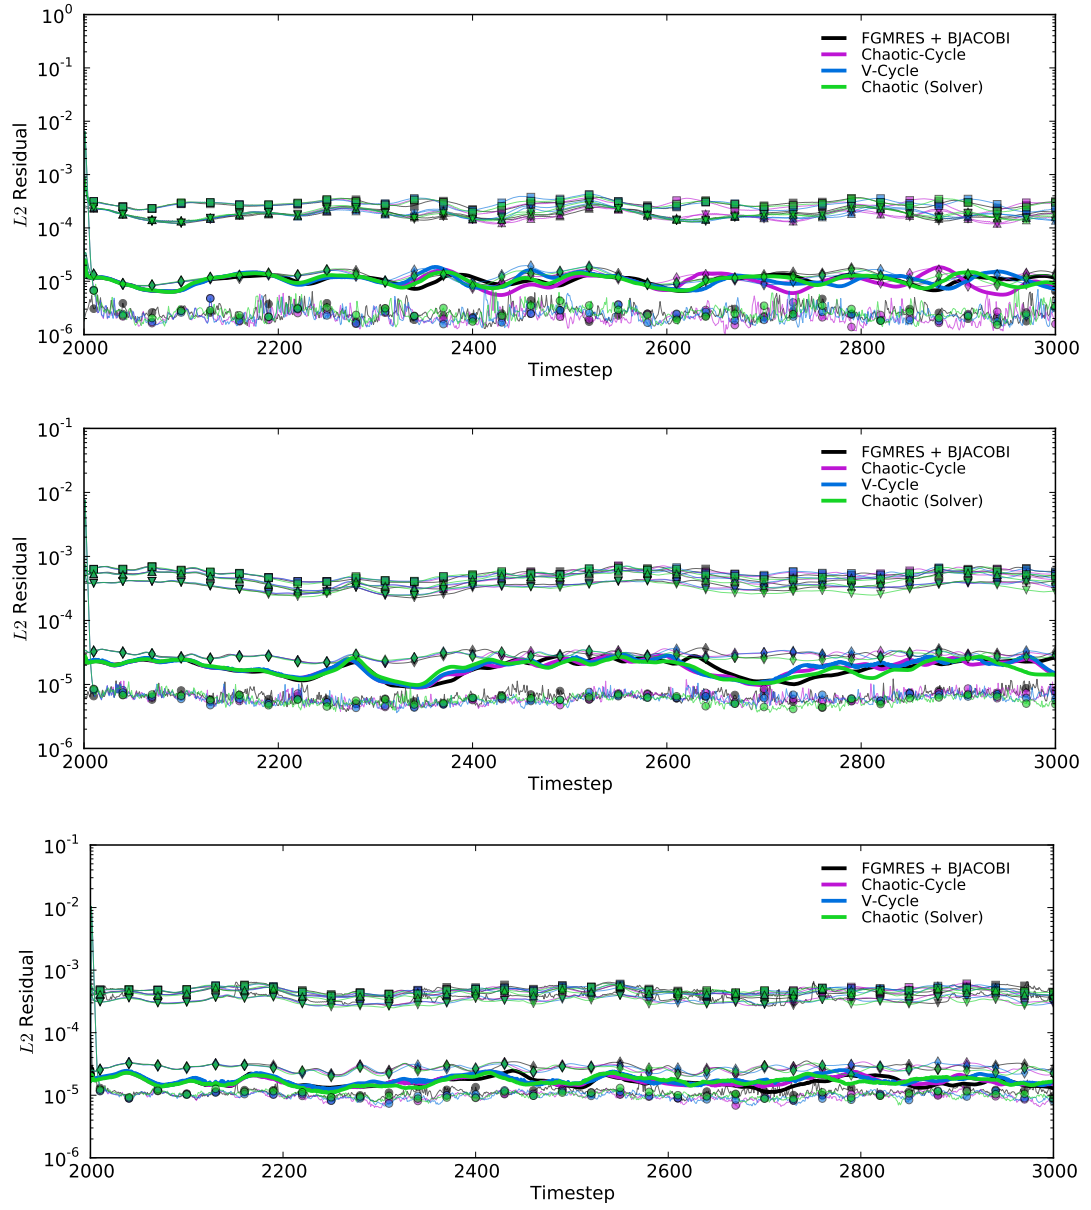 10^0
10^-1
10^-2
10^-3
10^-4
10^-5
10^-6
L2 Residual
FGMRES + BJACOBI
Chaotic-Cycle
V-Cycle
Chaotic (Solver)
2000 2200 2400 2600 2800 3000
Timestep
10^-1
10^-2
10^-3
10^-4
10^-5
10^-6
L2 Residual
FGMRES + BJACOBI
Chaotic-Cycle
V-Cycle
Chaotic (Solver)
2000 2200 2400 2600 2800 3000
Timestep
10^-1
10^-2
10^-3
10^-4
10^-5
10^-6
L2 Residual
FGMRES + BJACOBI
Chaotic-Cycle
V-Cycle
Chaotic (Solver)
2000 2200 2400 2600 2800 3000
Timestep